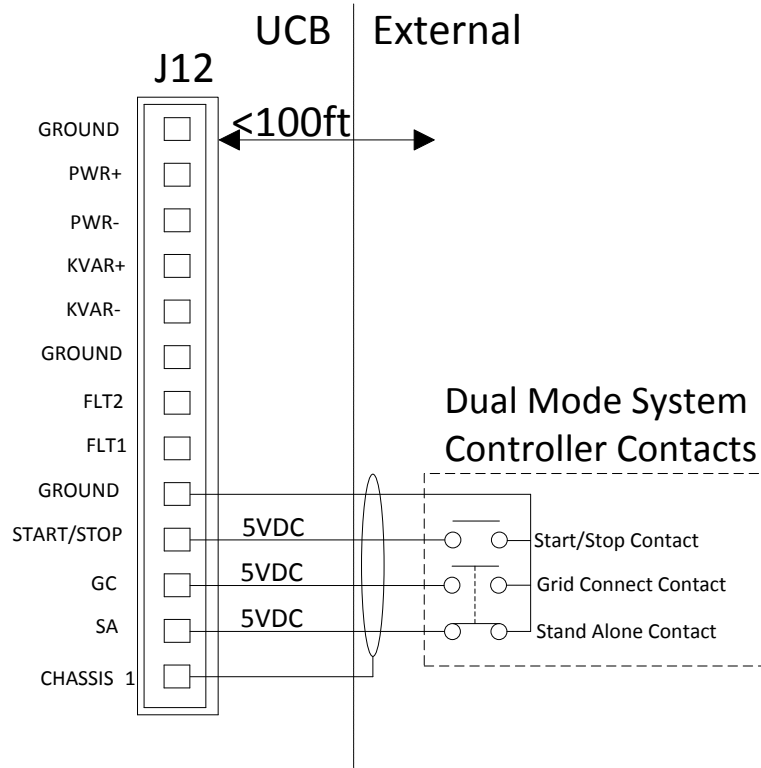 UCB
External
J12
<100ft
GROUND
PWR+
PWR-
KVAR+
KVAR-
GROUND
FLT2
FLT1
Dual Mode System
Controller Contacts
GROUND
START/STOP
5VDC
Start/Stop Contact
GC
5VDC
Grid Connect Contact
SA
5VDC
Stand Alone Contact
CHASSIS 1